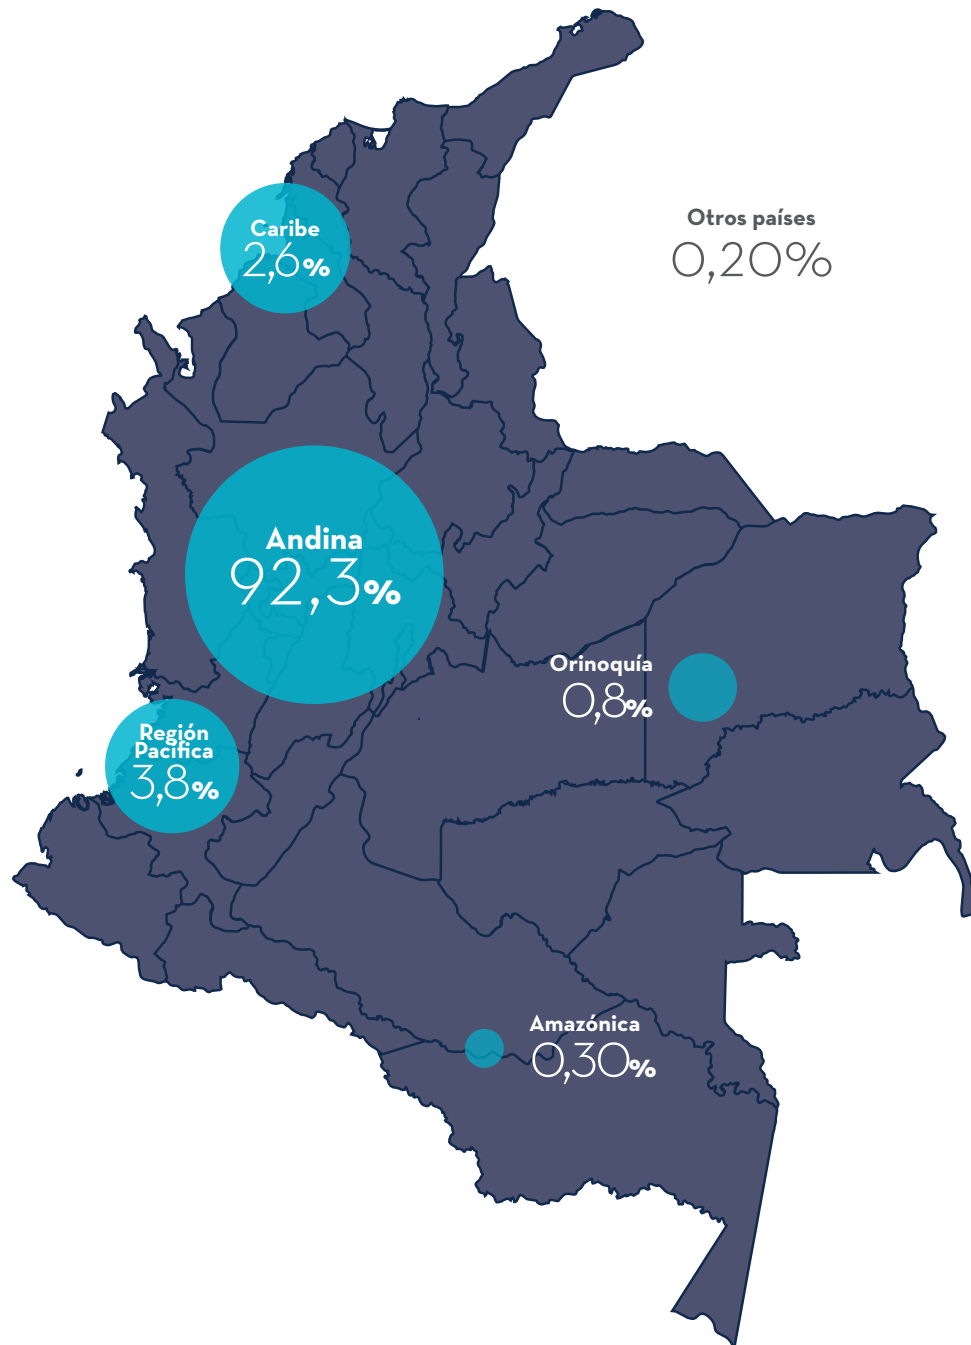 Otros países
0,20%
Caribe
2,6%
Andina
92,3%
Orinoquía
0,8%
Región
Pacífica
3,8%
Amazónica
0,30%